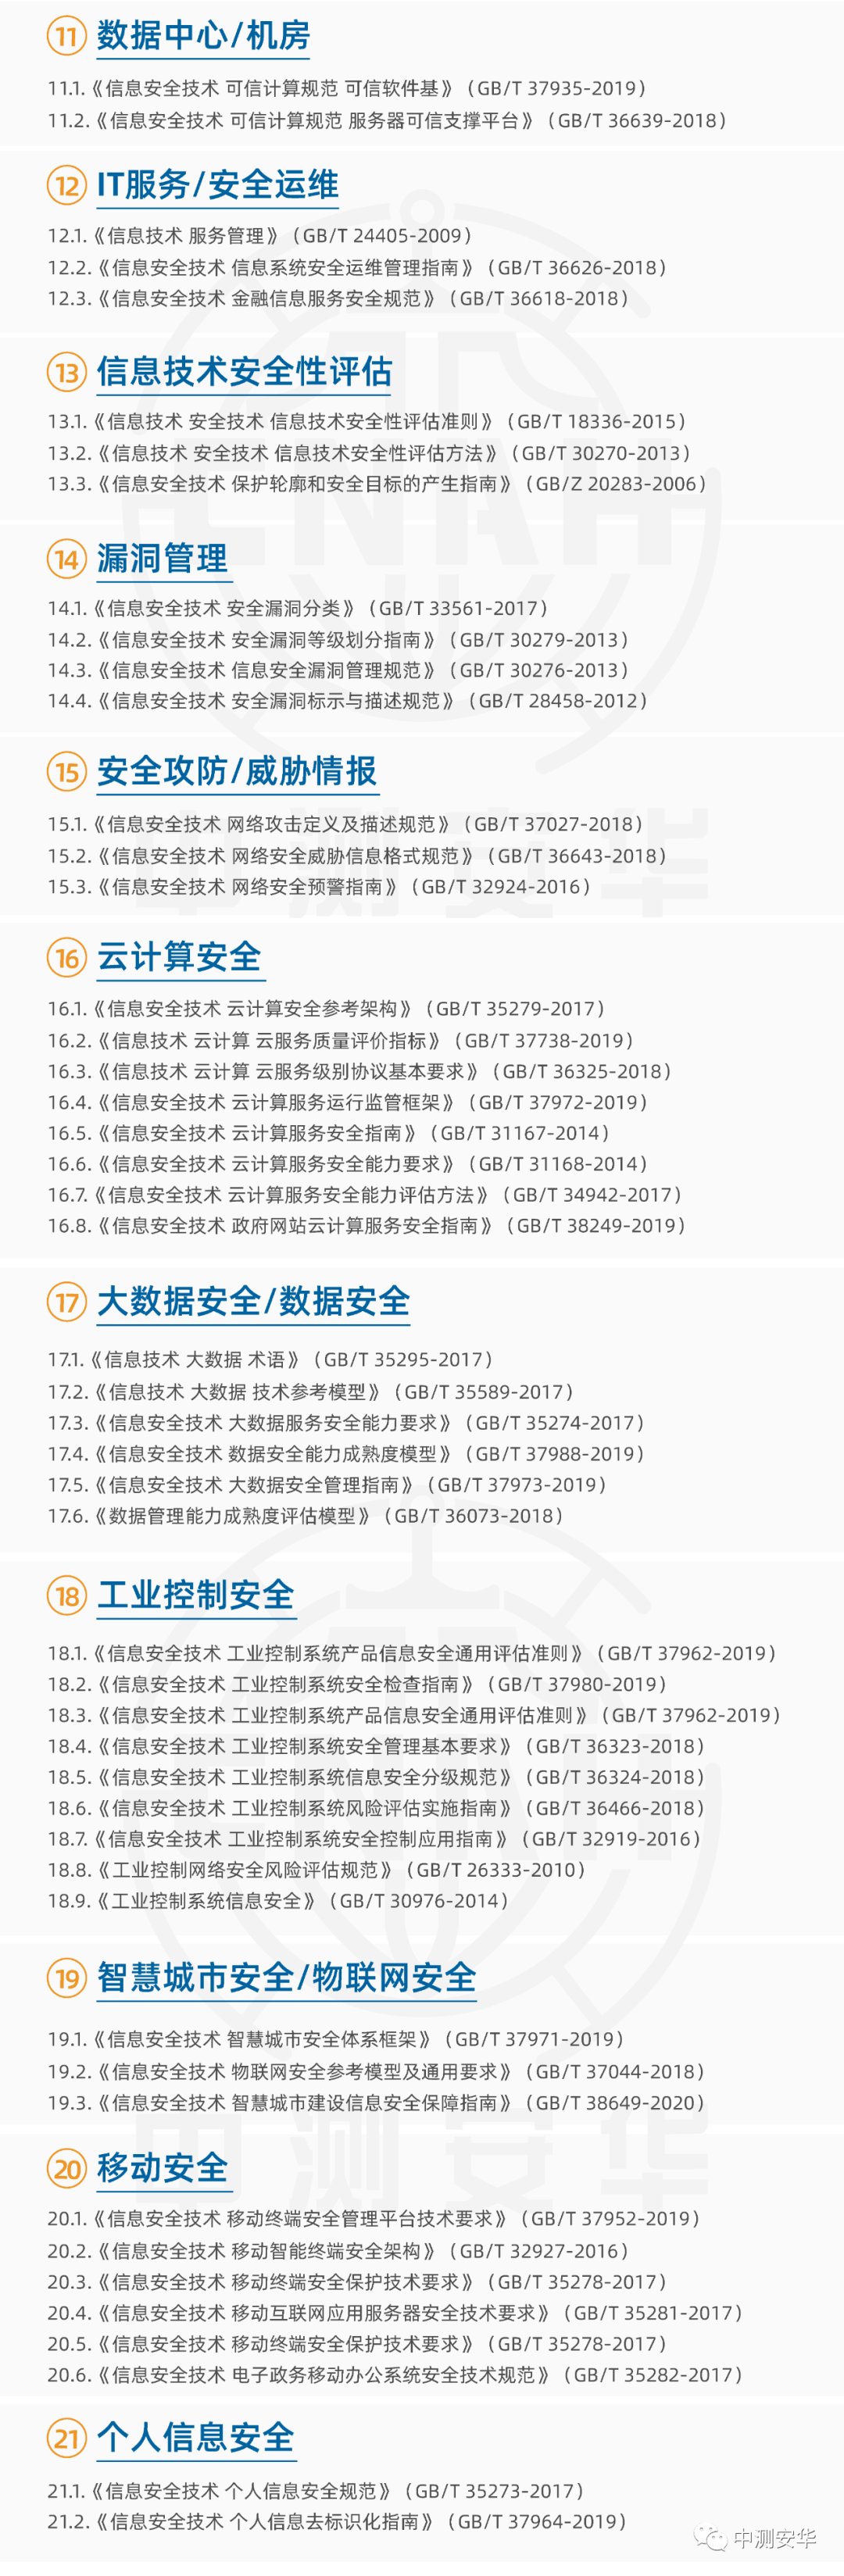 11 数据中心/机房
11.1.《信息安全技术 可信计算规范 可信软件基》（GB/T 37935-2019）
11.2.《信息安全技术 可信计算规范 服务器可信支撑平台》（GB/T 36639-2018）
12 IT服务/安全运维
12.1.《信息技术 服务管理》（GB/T 24405-2009）
12.2.《信息安全技术 信息系统安全运维管理指南》（GB/T 36626-2018）
12.3.《信息安全技术 金融信息服务安全规范》（GB/T 36618-2018）
13 信息技术安全性评估
13.1.《信息技术 安全技术 信息技术安全性评估准则》（GB/T 18336-2015）
13.2.《信息技术 安全技术 信息技术安全性评估方法》（GB/T 30270-2013）
13.3.《信息安全技术 保护轮廓和安全目标的产生指南》（GB/Z 20283-2006）
14 漏洞管理
14.1.《信息安全技术 安全漏洞分类》（GB/T 33561-2017）
14.2.《信息安全技术 安全漏洞等级划分指南》（GB/T 30279-2013）
14.3.《信息安全技术 信息安全漏洞管理规范》（GB/T 30276-2013）
14.4.《信息安全技术 安全漏洞标示与描述规范》（GB/T 28458-2012）
15 安全攻防/威胁情报
15.1.《信息安全技术 网络攻击定义及描述规范》（GB/T 37027-2018）
15.2.《信息安全技术 网络安全威胁信息格式规范》（GB/T 36643-2018）
15.3.《信息安全技术 网络安全预警指南》（GB/T 32924-2016）
16 云计算安全
16.1.《信息安全技术 云计算安全参考架构》（GB/T 35279-2017）
16.2.《信息技术 云计算 云服务质量评价指标》（GB/T 37738-2019）
16.3.《信息技术 云计算 云服务级别协议基本要求》（GB/T 36325-2018）
16.4.《信息安全技术 云计算服务运行监管框架》（GB/T 37972-2019）
16.5.《信息安全技术 云计算服务安全指南》（GB/T 31167-2014）
16.6.《信息安全技术 云计算服务安全能力要求》（GB/T 31168-2014）
16.7.《信息安全技术 云计算服务安全能力评估方法》（GB/T 34942-2017）
16.8.《信息安全技术 政府网站云计算服务安全指南》（GB/T 38249-2019）
17 大数据安全/数据安全
17.1.《信息技术 大数据 术语》（GB/T 35295-2017）
17.2.《信息技术 大数据 技术参考模型》（GB/T 35589-2017）
17.3.《信息安全技术 大数据服务安全能力要求》（GB/T 35274-2017）
17.4.《信息安全技术 数据安全能力成熟度模型》（GB/T 37988-2019）
17.5.《信息安全技术 大数据安全管理指南》（GB/T 37973-2019）
17.6.《数据管理能力成熟度评估模型》（GB/T 36073-2018）
18 工业控制安全
18.1.《信息安全技术 工业控制系统产品信息安全通用评估准则》（GB/T 37962-2019）
18.2.《信息安全技术 工业控制系统安全检查指南》（GB/T 37980-2019）
18.3.《信息安全技术 工业控制系统产品信息安全通用评估准则》（GB/T 37962-2019）
18.4.《信息安全技术 工业控制系统安全管理基本要求》（GB/T 36323-2018）
18.5.《信息安全技术 工业控制系统信息安全分级规范》（GB/T 36324-2018）
18.6.《信息安全技术 工业控制系统风险评估实施指南》（GB/T 36466-2018）
18.7.《信息安全技术 工业控制系统安全控制应用指南》（GB/T 32919-2016）
18.8.《工业控制网络安全风险评估规范》（GB/T 26333-2010）
18.9.《工业控制系统信息安全》（GB/T 30976-2014）
19 智慧城市安全/物联网安全
19.1.《信息安全技术 智慧城市安全体系框架》（GB/T 37971-2019）
19.2.《信息安全技术 物联网安全参考模型及通用要求》（GB/T 37044-2018）
19.3.《信息安全技术 智慧城市建设信息安全保障指南》（GB/T 38649-2020）
20 移动安全
20.1.《信息安全技术 移动终端安全管理平台技术要求》（GB/T 37952-2019）
20.2.《信息安全技术 移动智能终端安全架构》（GB/T 32927-2016）
20.3.《信息安全技术 移动终端安全保护技术要求》（GB/T 35278-2017）
20.4.《信息安全技术 移动互联网应用服务器安全技术要求》（GB/T 35281-2017）
20.5.《信息安全技术 移动终端安全保护技术要求》（GB/T 35278-2017）
20.6.《信息安全技术 电子政务移动办公系统安全技术规范》（GB/T 35282-2017）
21 个人信息安全
21.1.《信息安全技术 个人信息安全规范》（GB/T 35273-2017）
21.2.《信息安全技术 个人信息去标识化指南》（GB/T 37964-2019）
中测安华